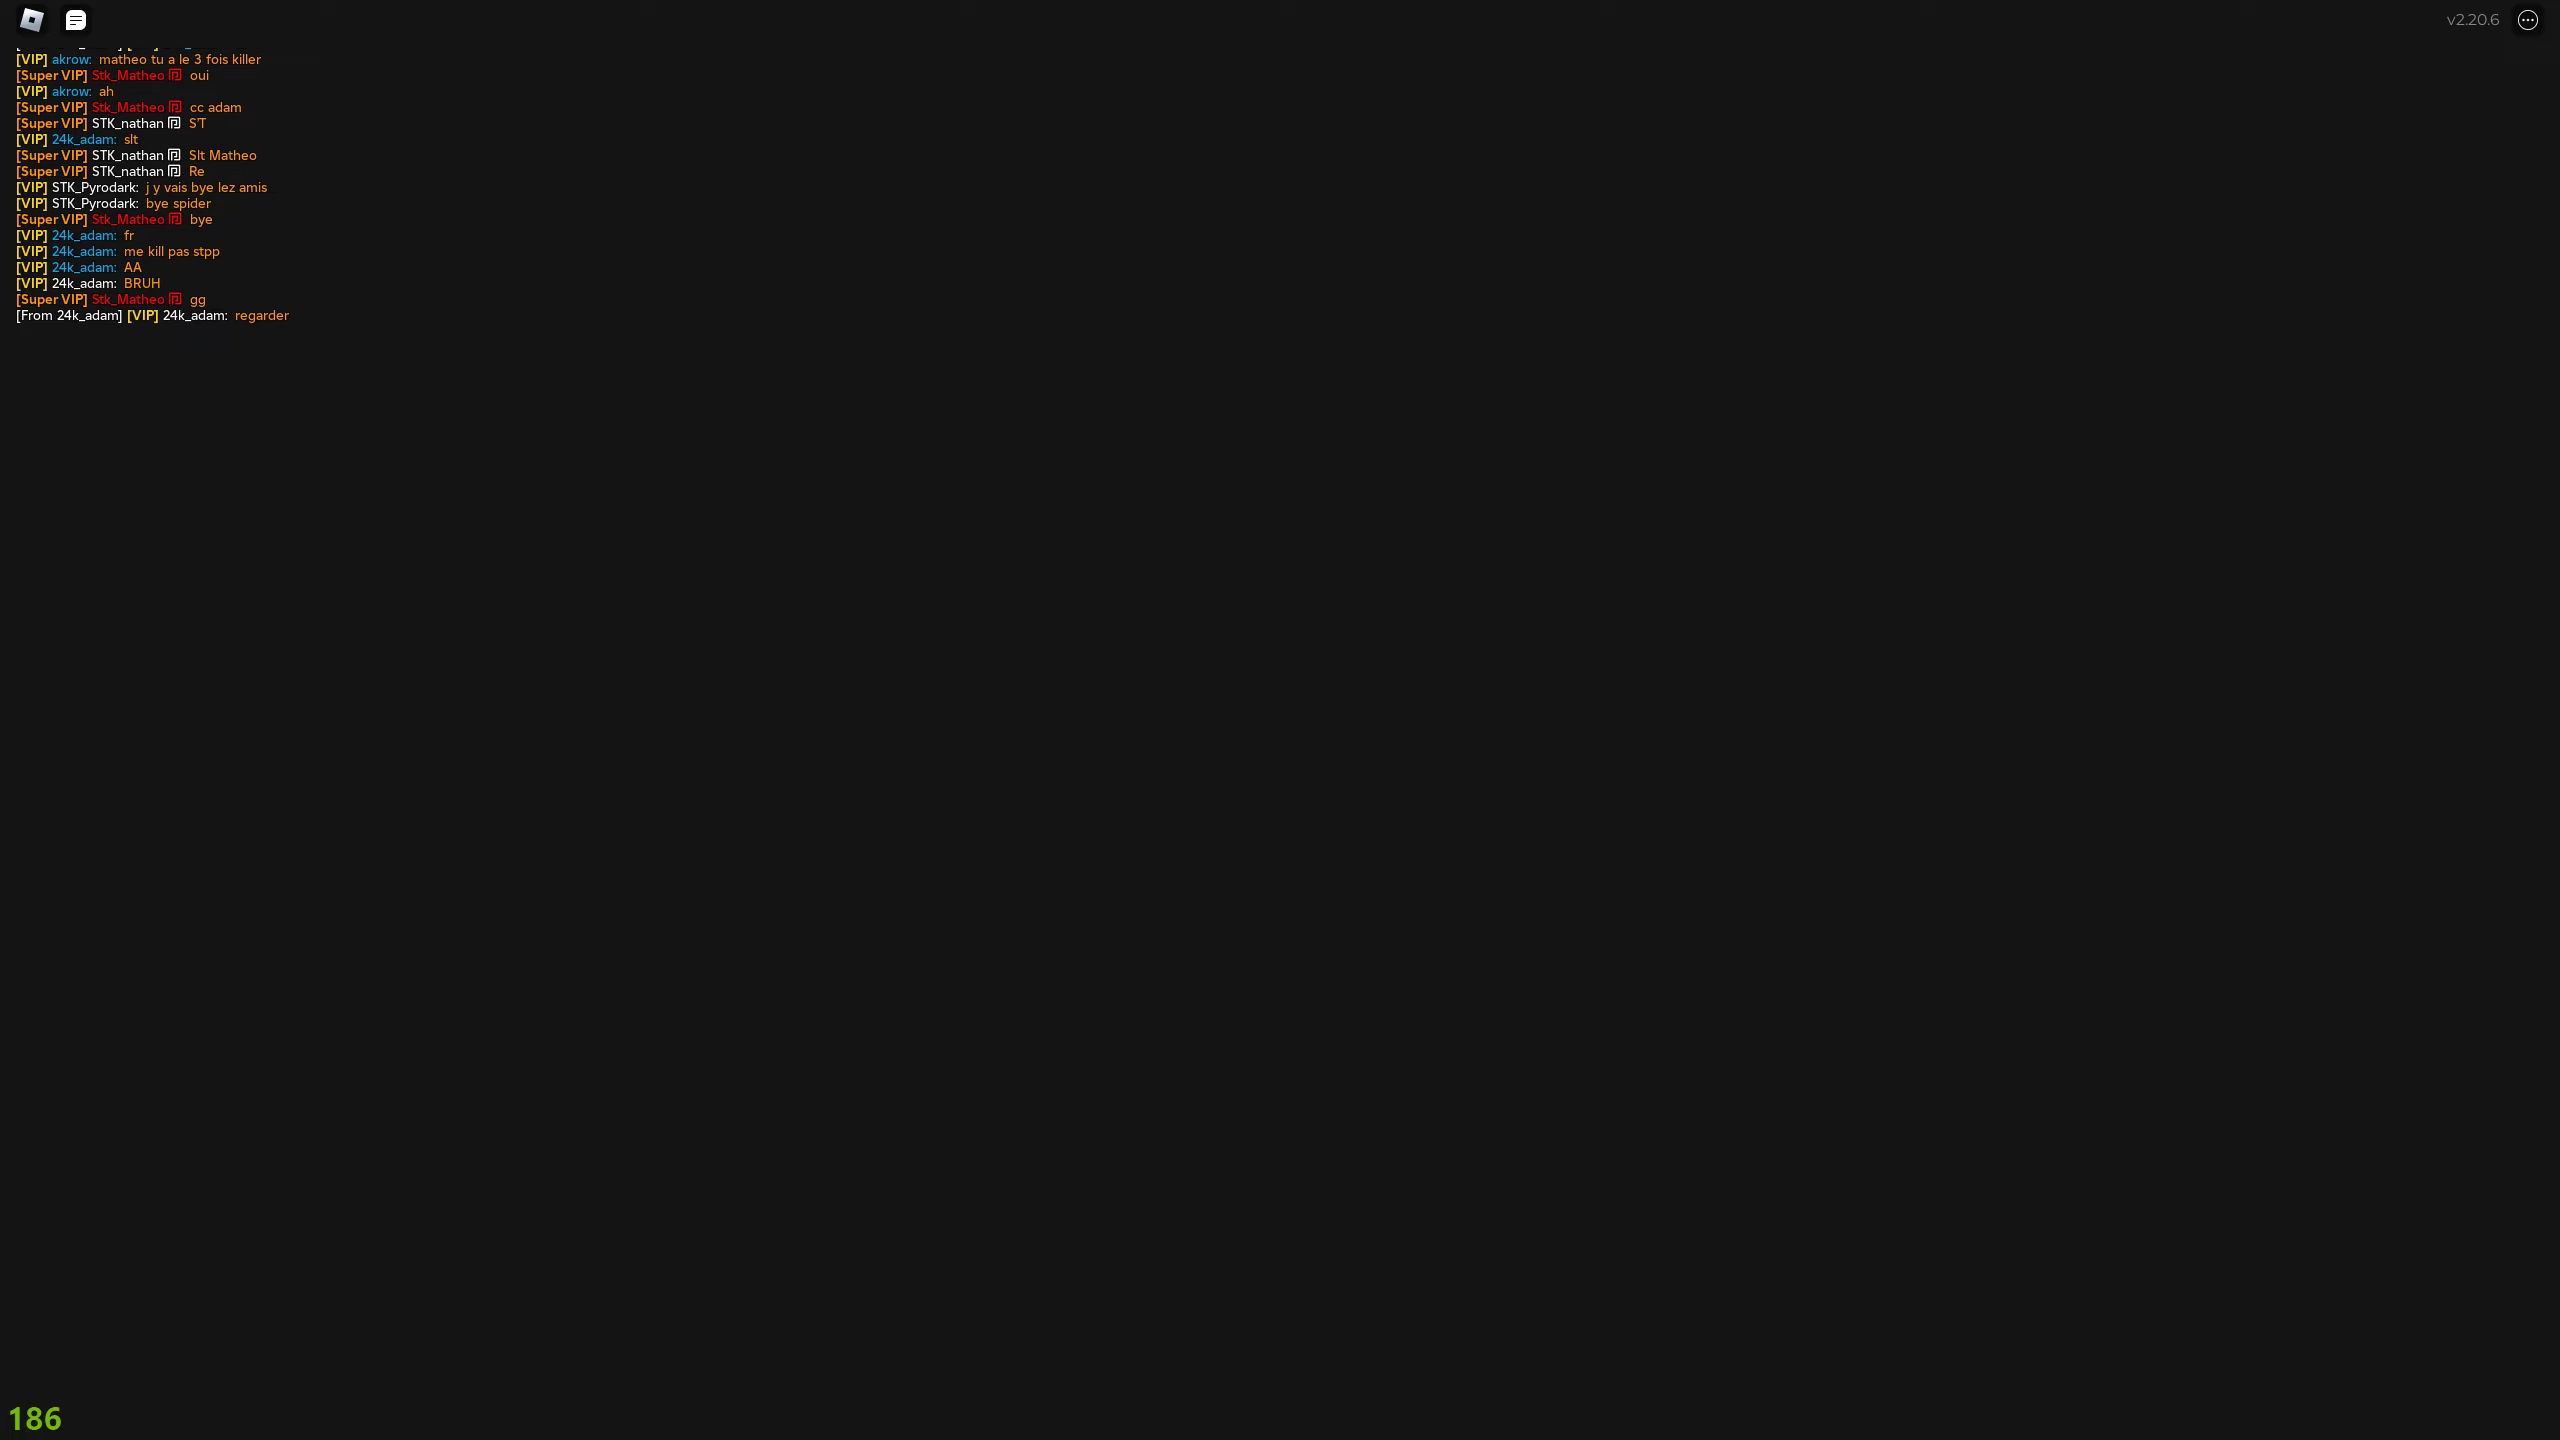 v2.20.6
[VIP] akrow: matheo tu a le 3 fois killer
[Super VIP] Stk_Matheo 卩 oui
[VIP] akrow: ah
[Super VIP] Stk_Matheo cc adam
[Super VIP] STK_nathan S'T
[VIP] 24k_adam: slt
[Super VIP] STK_nathan Slt Matheo
[Super VIP] STK_nathan Re
[VIP] STK_Pyrodark: j y vais bye lez amis
[VIP] STK_Pyrodark: bye spider
[Super VIP] Stk_Matheo bye
[VIP] 24k_adam: fr
[VIP] 24k_adam: me kill pas stpp
[VIP] 24k_adam: AA
[VIP] 24k_adam: BRUH
[Super VIP] Stk_Matheo gg
[From 24k_adam] [VIP] 24k_adam: regarder
186